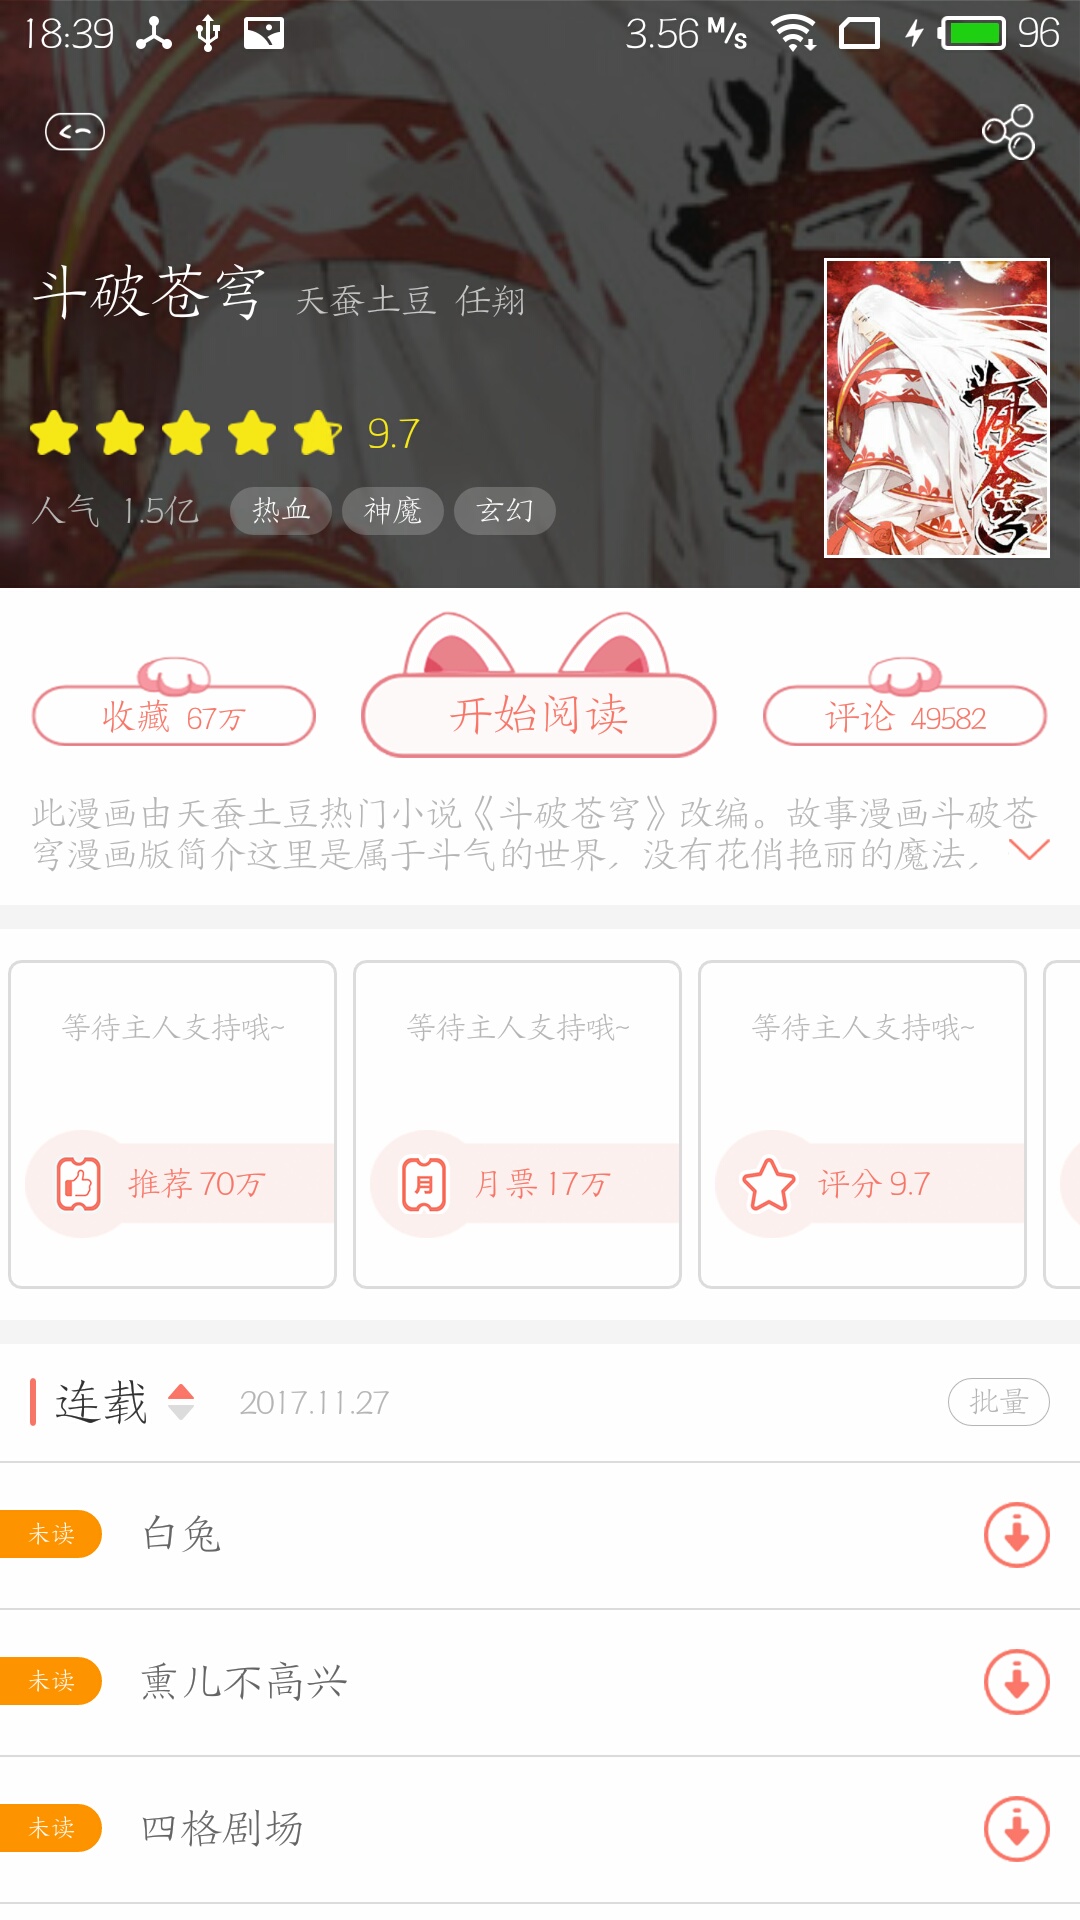 18:39 3.56 M/s 96
斗破苍穹 天蚕土豆 任翔
斗破苍穹
9.7
人气 1.5亿 热血 神魔 玄幻
收藏 67万 开始阅读 评论 49582
此漫画由天蚕土豆热门小说《斗破苍穹》改编。故事漫画斗破苍
穹漫画版简介这里是属于斗气的世界，没有花俏艳丽的魔法，
等待主人支持哦~ 等待主人支持哦~ 等待主人支持哦~
推荐 70万 月 月票 17万 评分 9.7
连载 2017.11.27 批量
未读 白兔
未读 熏儿不高兴
未读 四格剧场